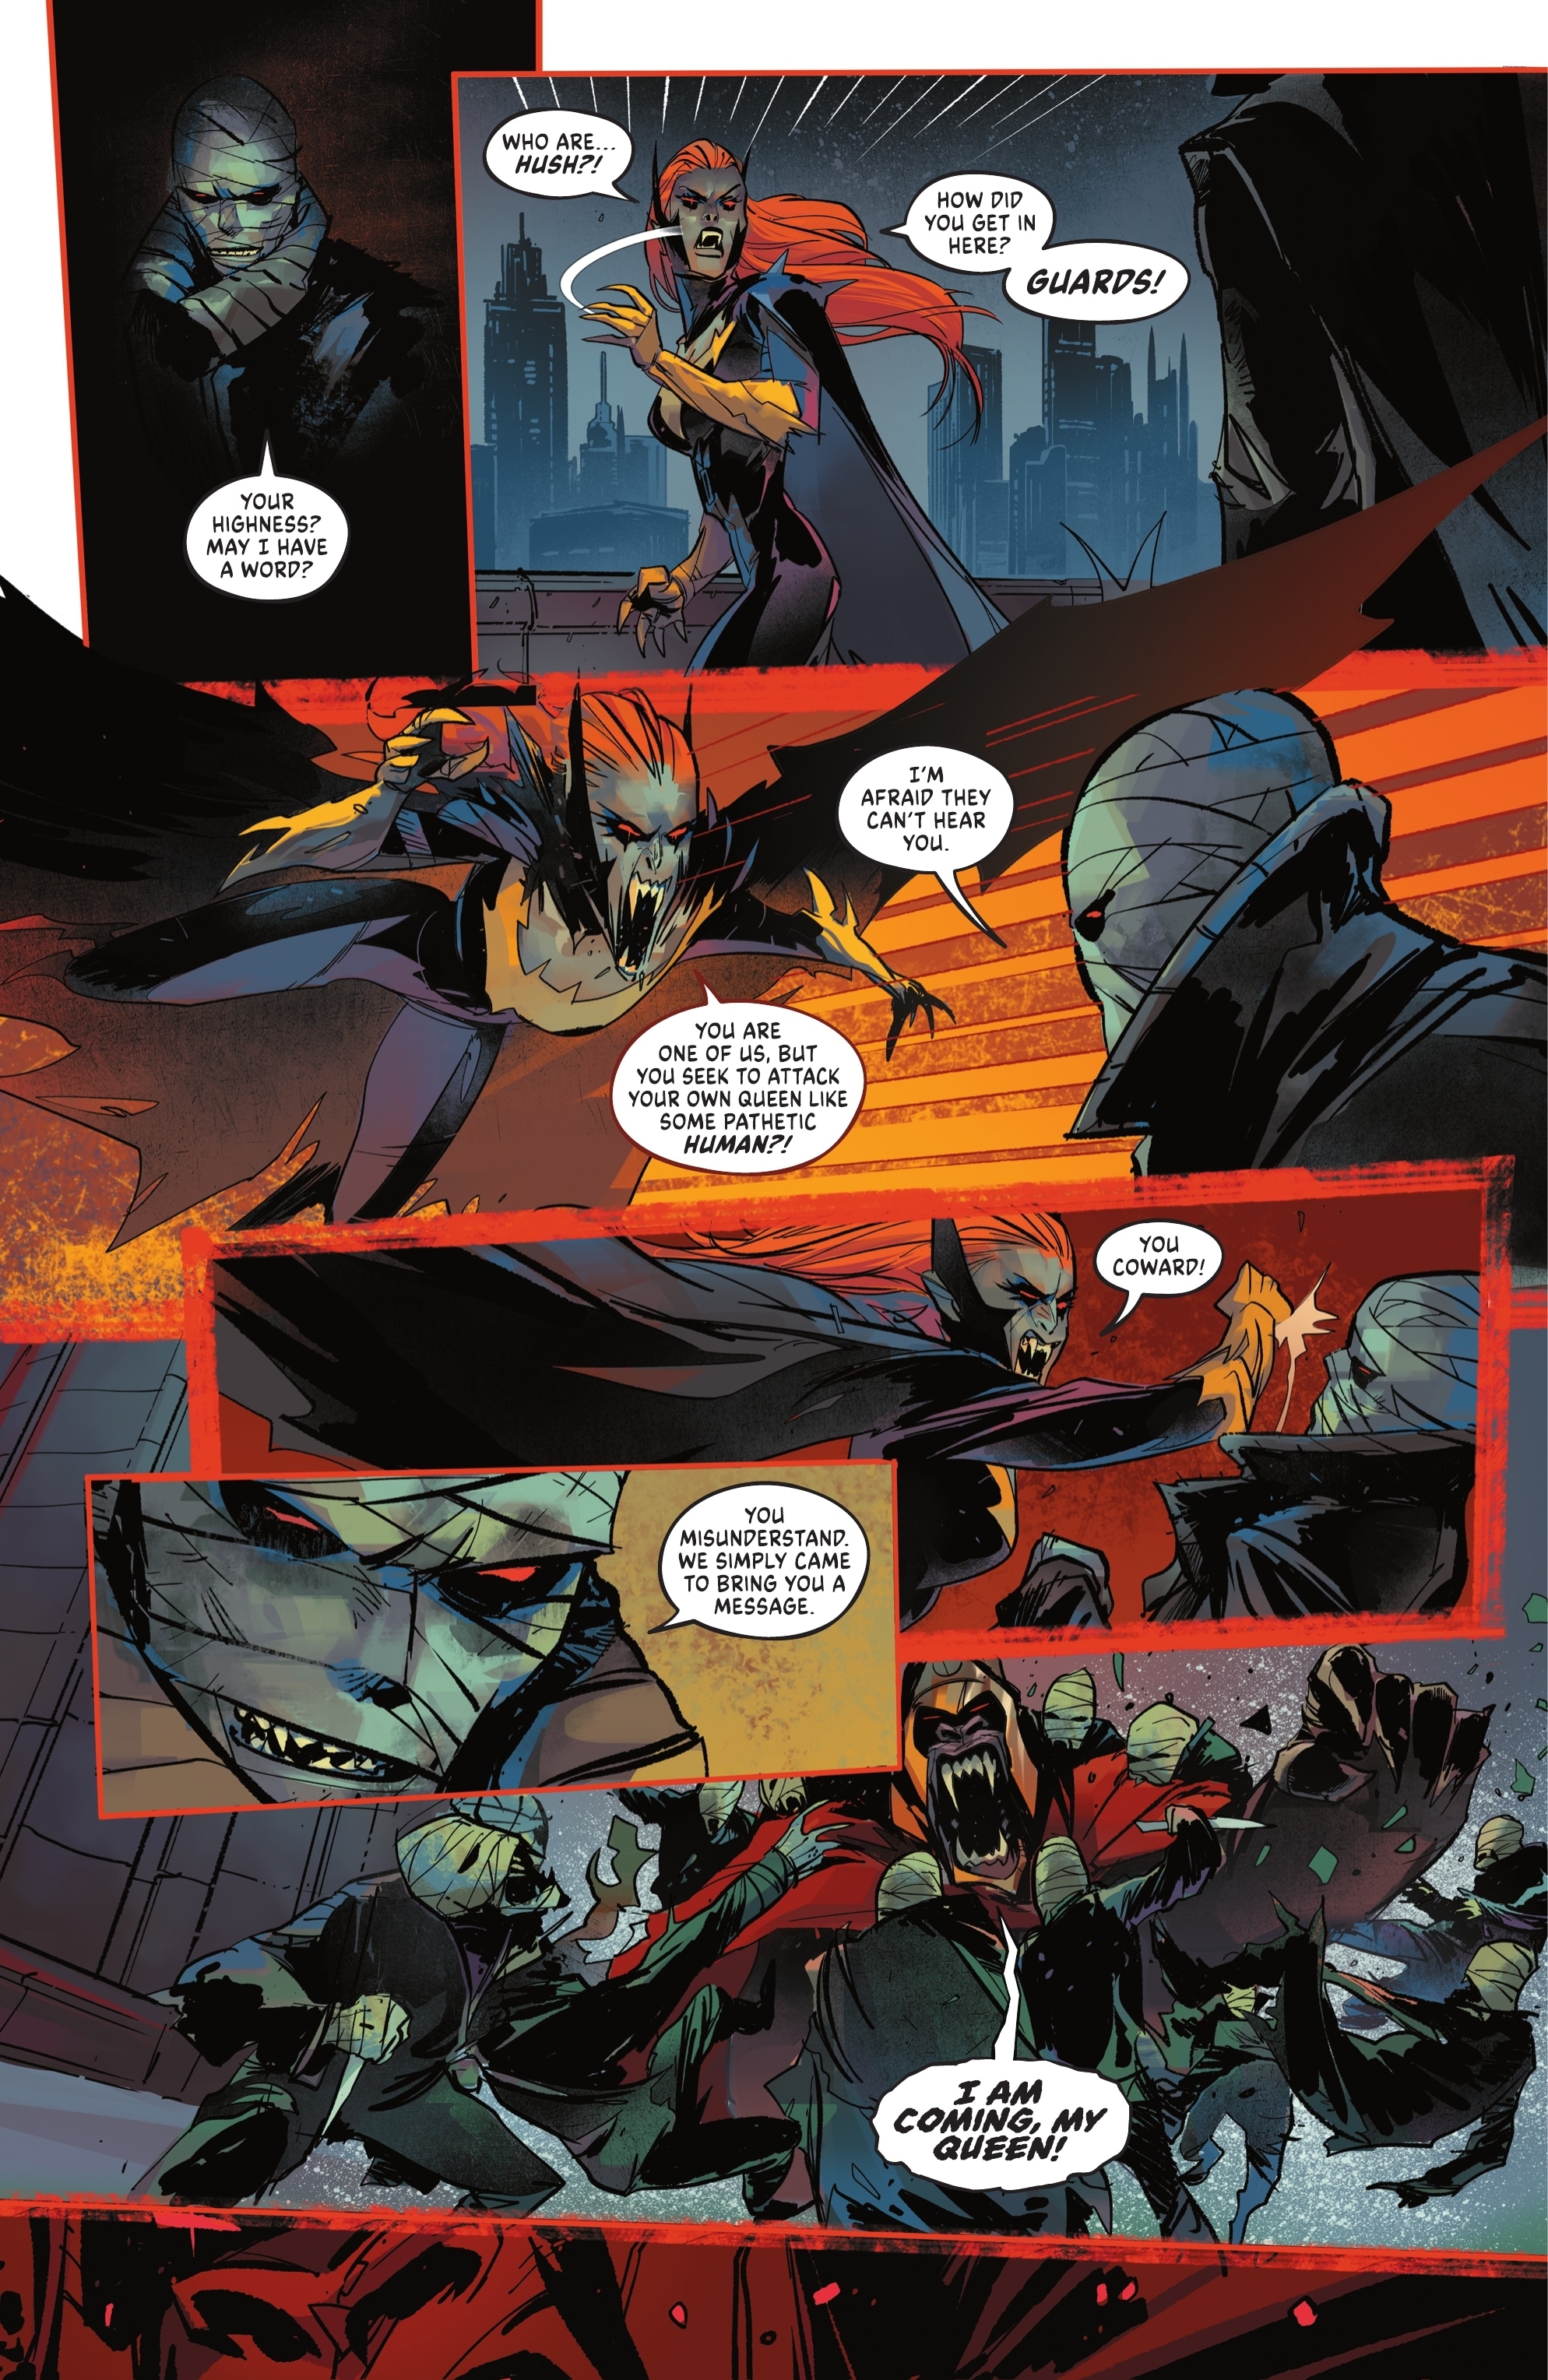 YOUR
HIGHNESS?
MAY I HAVE
A WORD?
WHO ARE...
HUSH?!
HOW DID
YOU GET IN
HERE?
GUARDS!
I'M
AFRAID THEY
CAN'T HEAR
YOU.
YOU ARE
ONE OF US, BUT
YOU SEEK TO ATTACK
YOUR OWN QUEEN LIKE
SOME PATHETIC
HUMAN?!
YOU
COWARD!
YOU
MISUNDERSTAND.
WE SIMPLY CAME
TO BRING YOU A
MESSAGE.
I AM
COMING, MY
QUEEN!